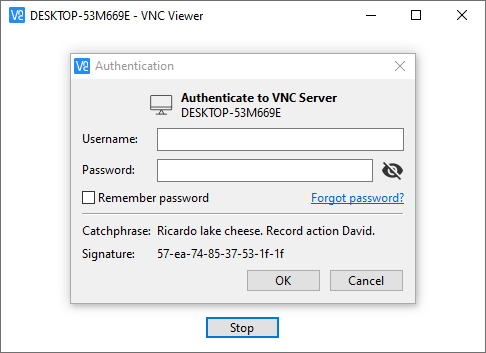 DESKTOP-53M669E - VNC Viewer
Authentication
Authenticate to VNC Server
DESKTOP-53M669E
Username:
Password:
Remember password Forgot password?
Catchphrase: Ricardo lake cheese. Record action David.
Signature: 57-ea-74-85-37-53-1f-1f
OK Cancel
Stop